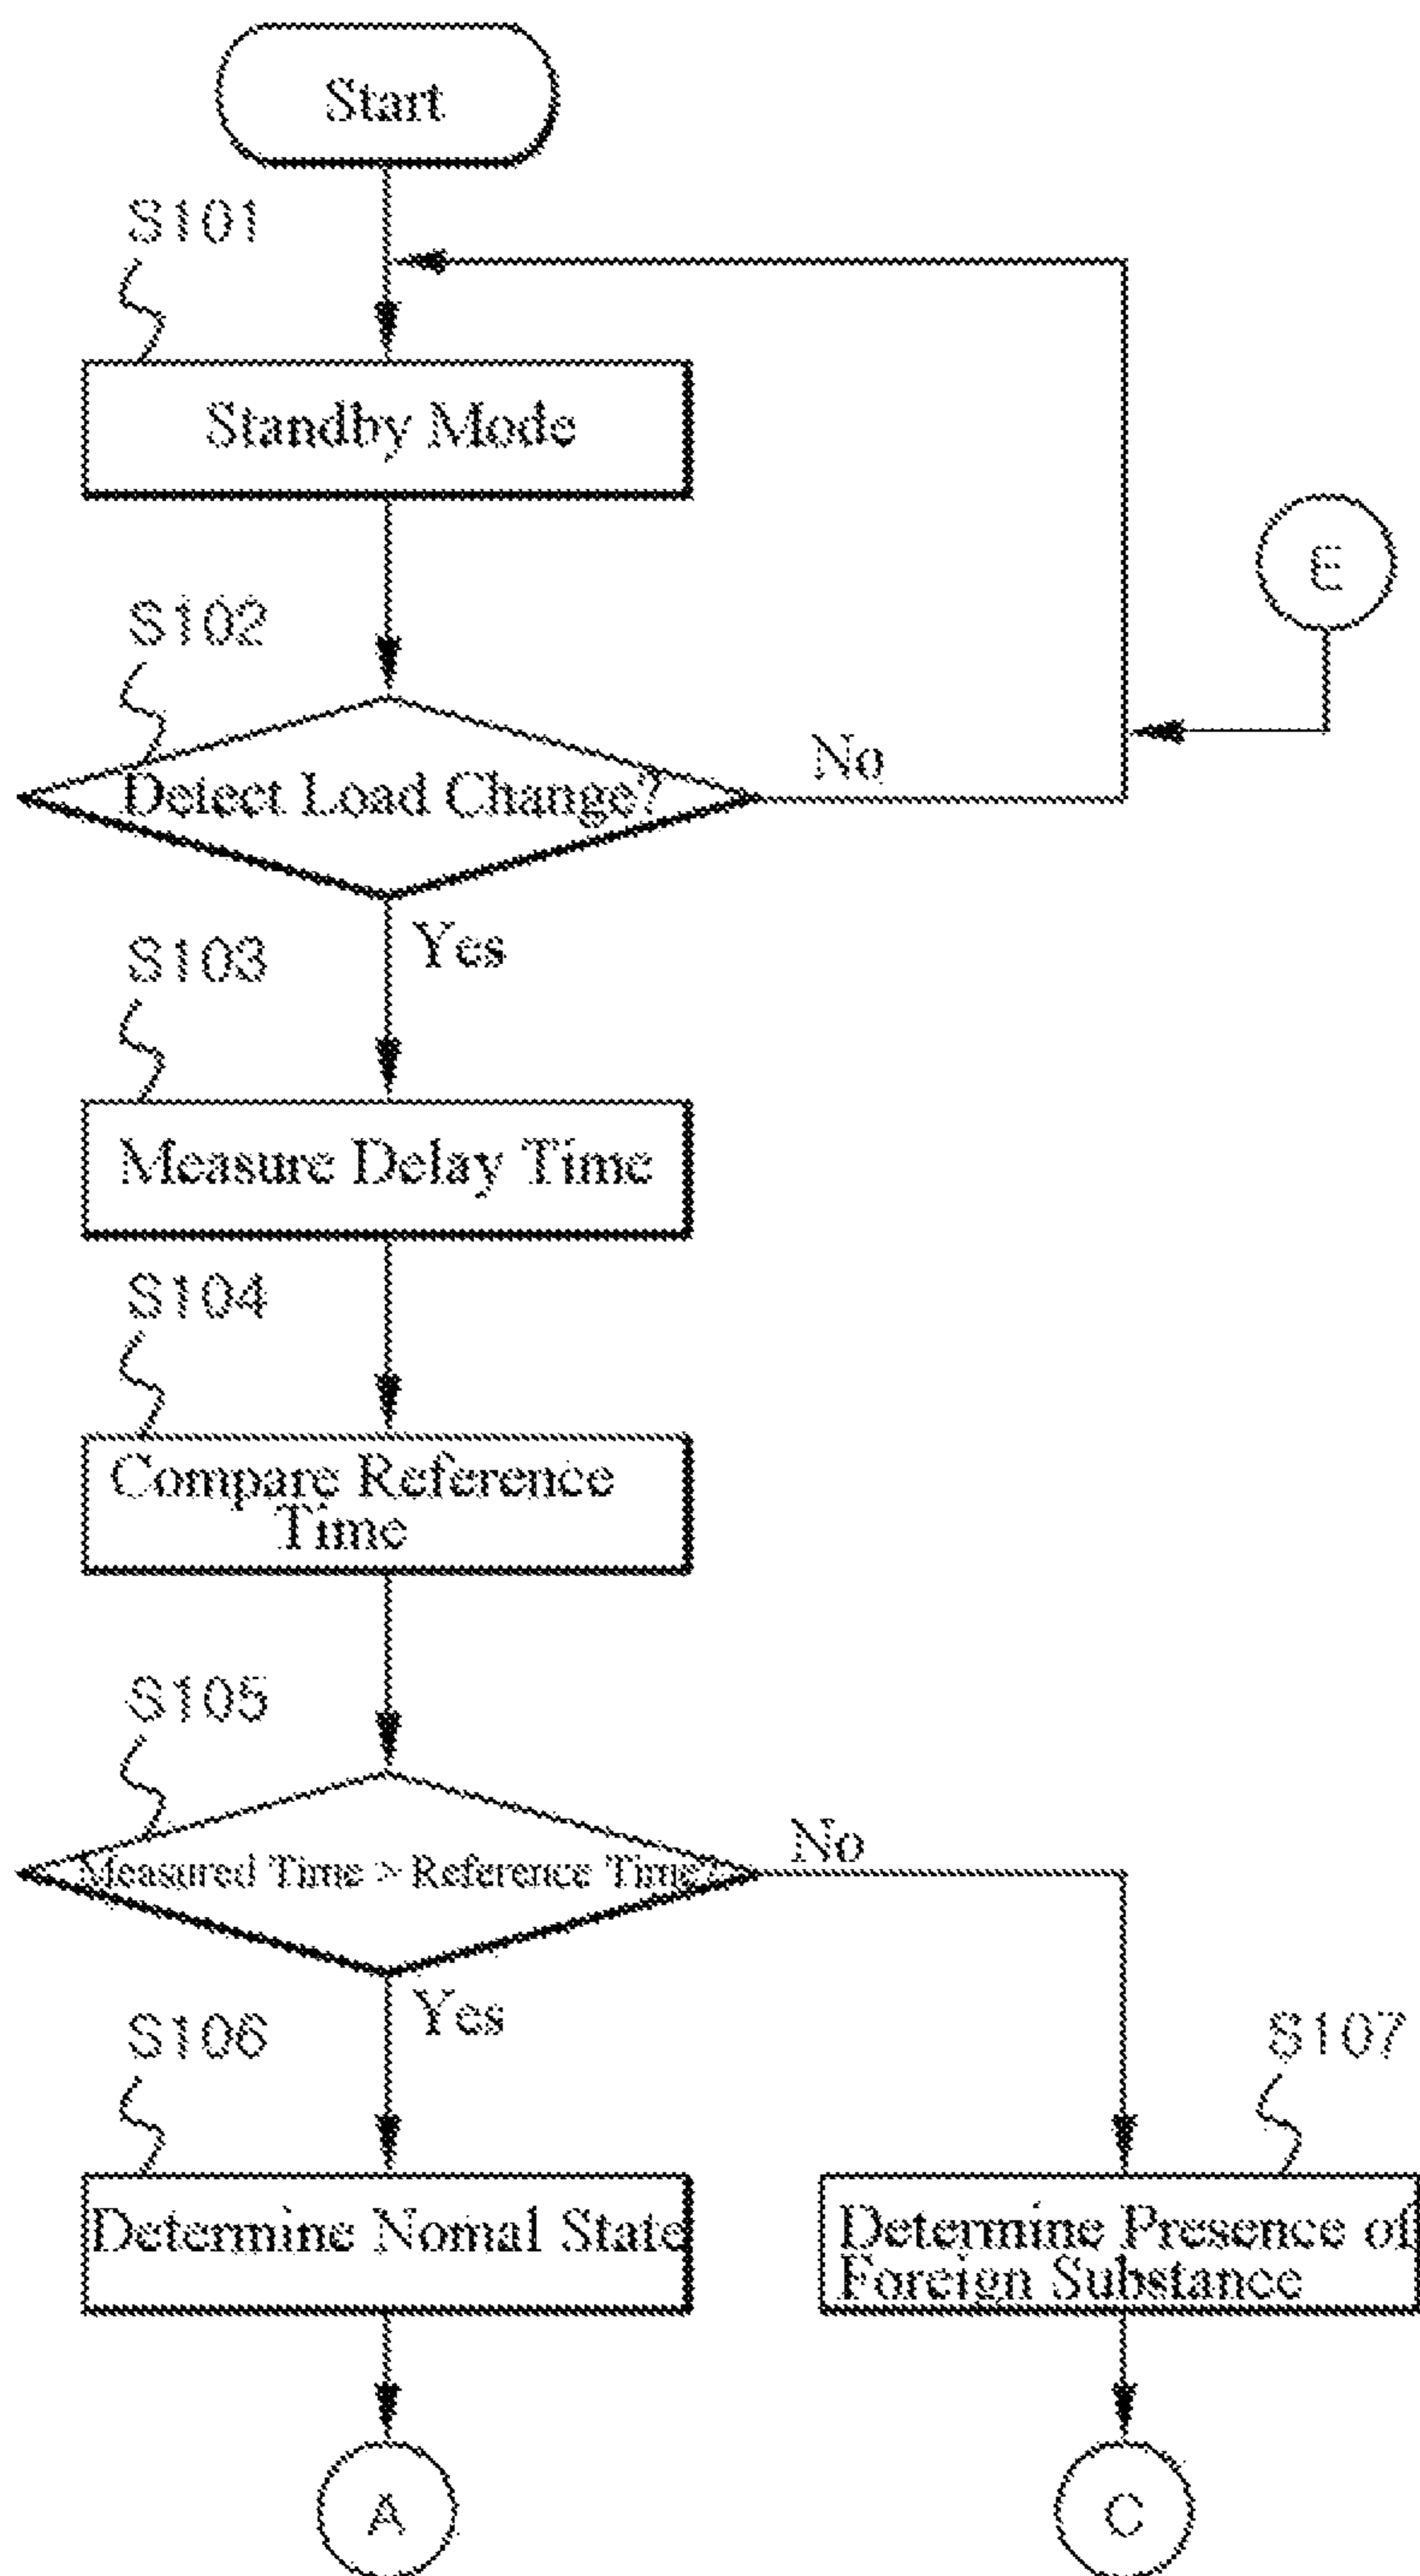 Start
S101
Standby Mode
E
S102
Detect Load Change?
No
Yes
S103
Measure Delay Time
S104
Compare Reference
Time
S105
Measured Time > Reference Time?
No
Yes
S106
S107
Determine Nomal State
Determine Presence of
Foreign Substance
A
C